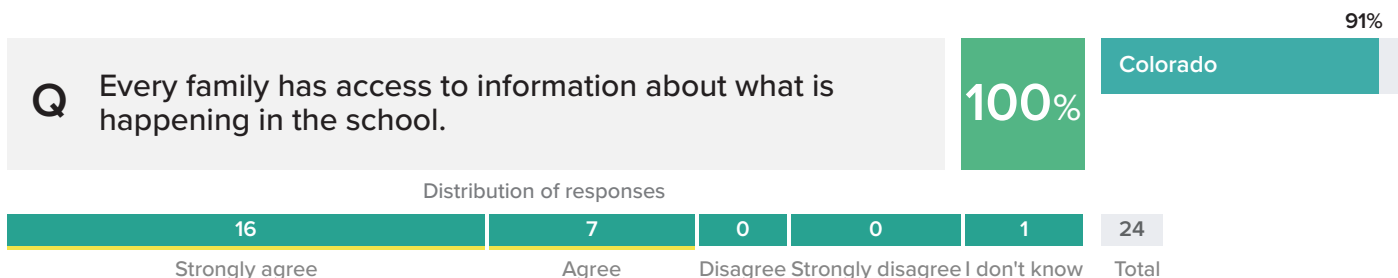 91%
Q
Every family has access to information about what is
happening in the school.
100%
Colorado
Distribution of responses
16 7 0 0 1 24
Strongly agree Agree Disagree Strongly disagree I don't know Total